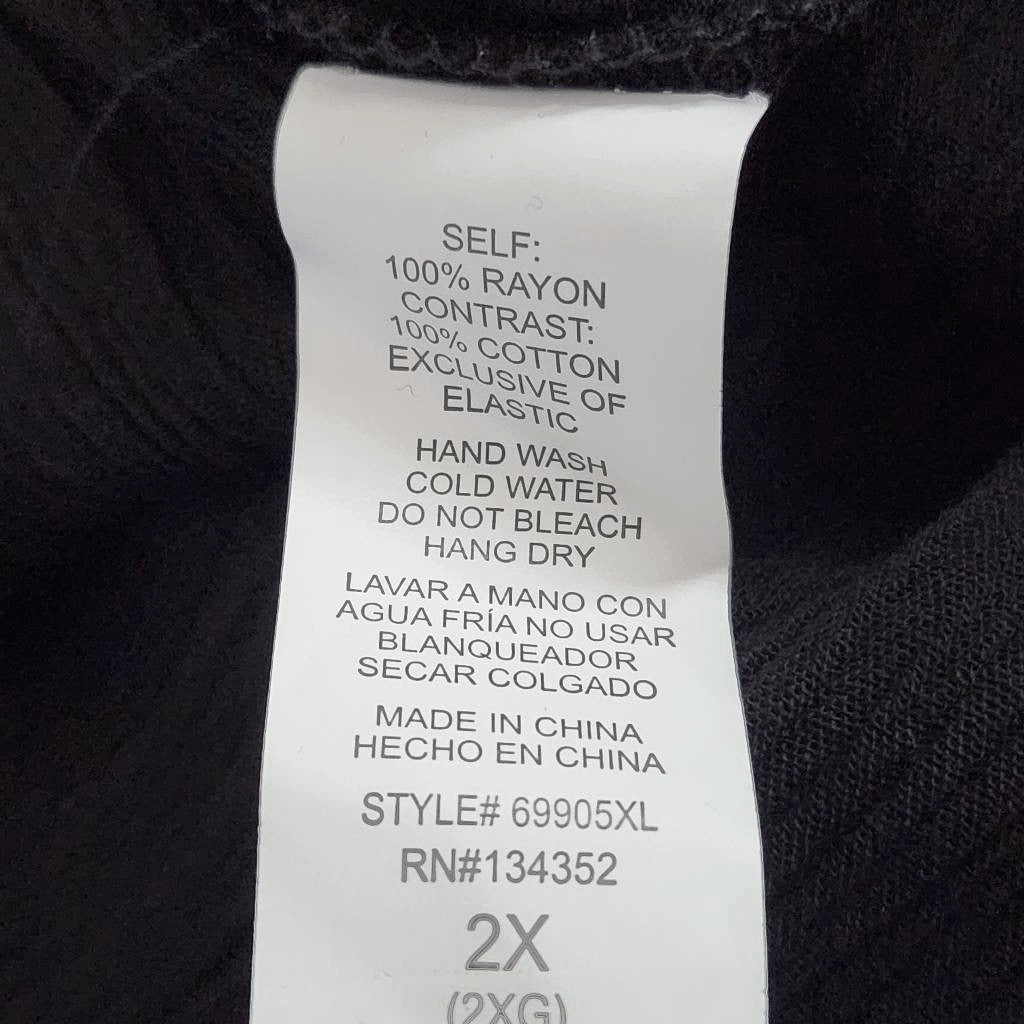 SELF:
100% RAYON
CONTRAST:
100% COTTON
EXCLUSIVE OF
ELASTIC
HAND WASH
COLD WATER
DO NOT BLEACH
HANG DRY
LAVAR A MANO CON
AGUA FRÍA NO USAR
BLANQUEADOR
SECAR COLGADO
MADE IN CHINA
HECHO EN CHINA
STYLE# 69905XL
RN#134352
2X
(2XG)